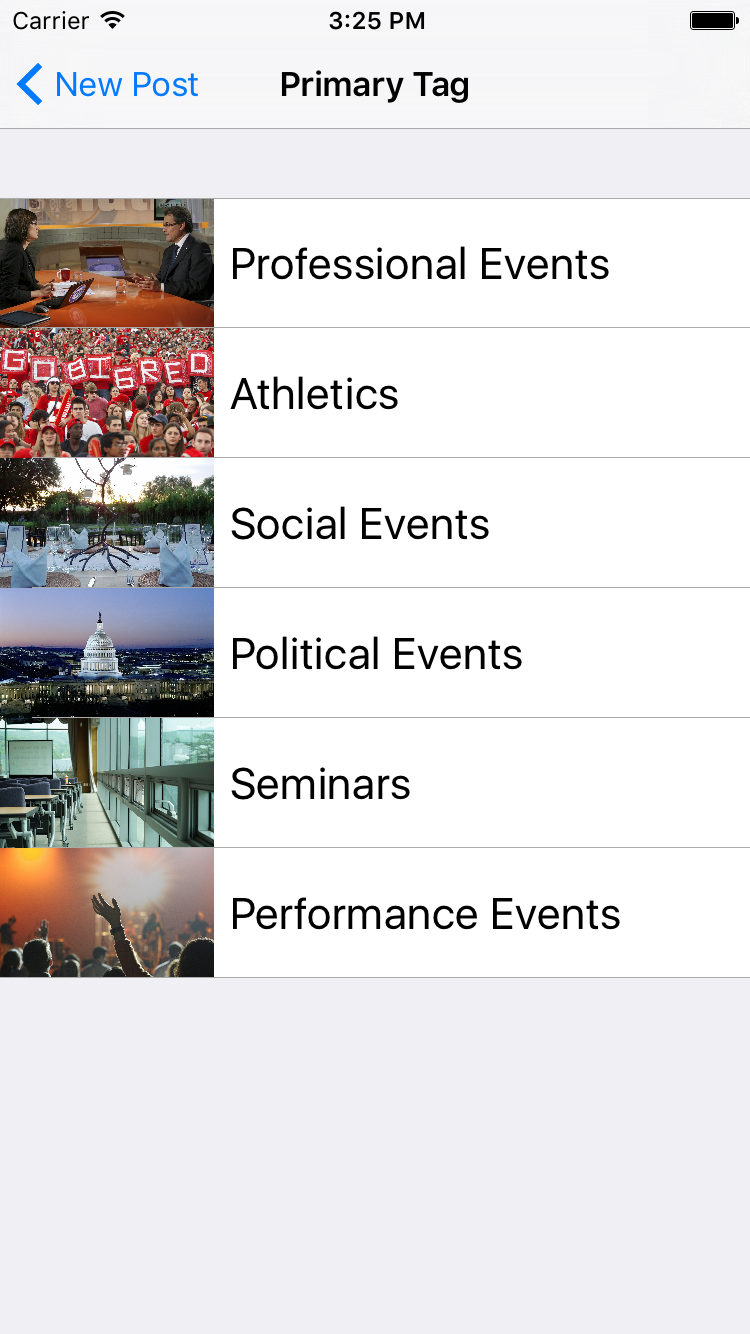 Carrier 3:25 PM
New Post Primary Tag
Professional Events
GO BIG RED
Athletics
Social Events
Political Events
Seminars
Performance Events